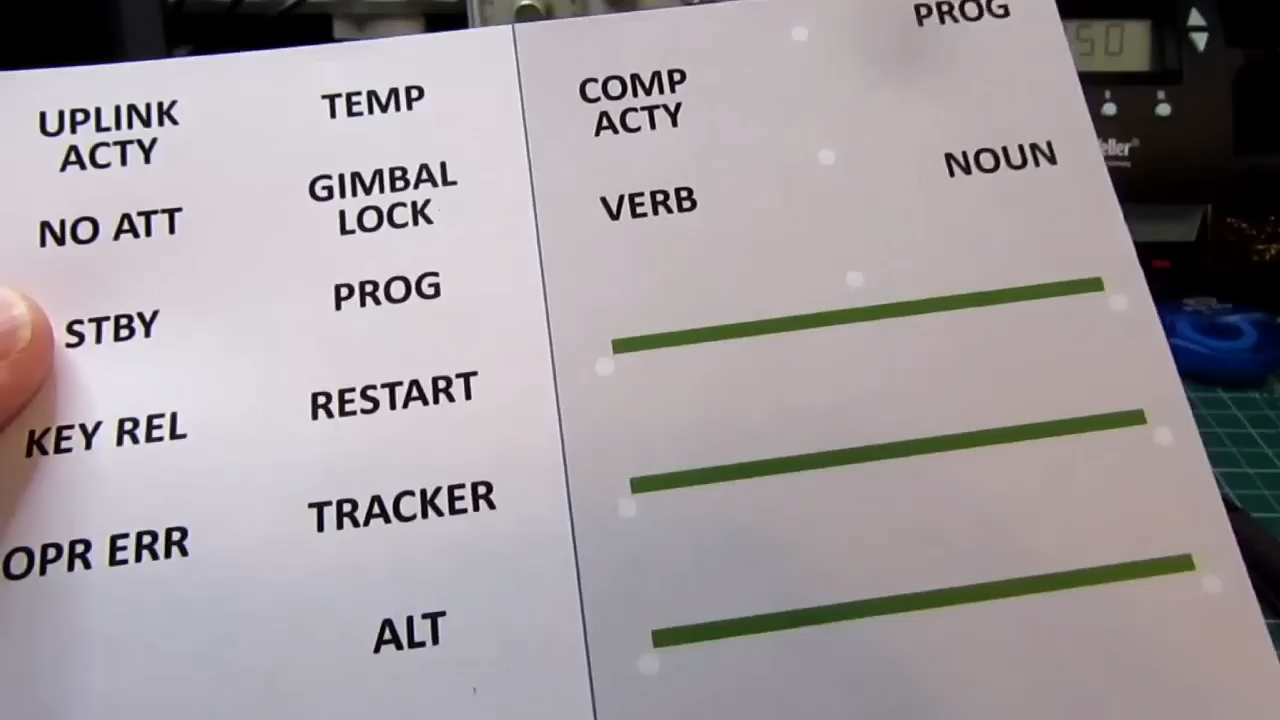 UPLINK
ACTY
TEMP
NO ATT
GIMBAL
LOCK
STBY
PROG
KEY REL
RESTART
OPR ERR
TRACKER
ALT
PROG
COMP
ACTY
VERB
NOUN
50